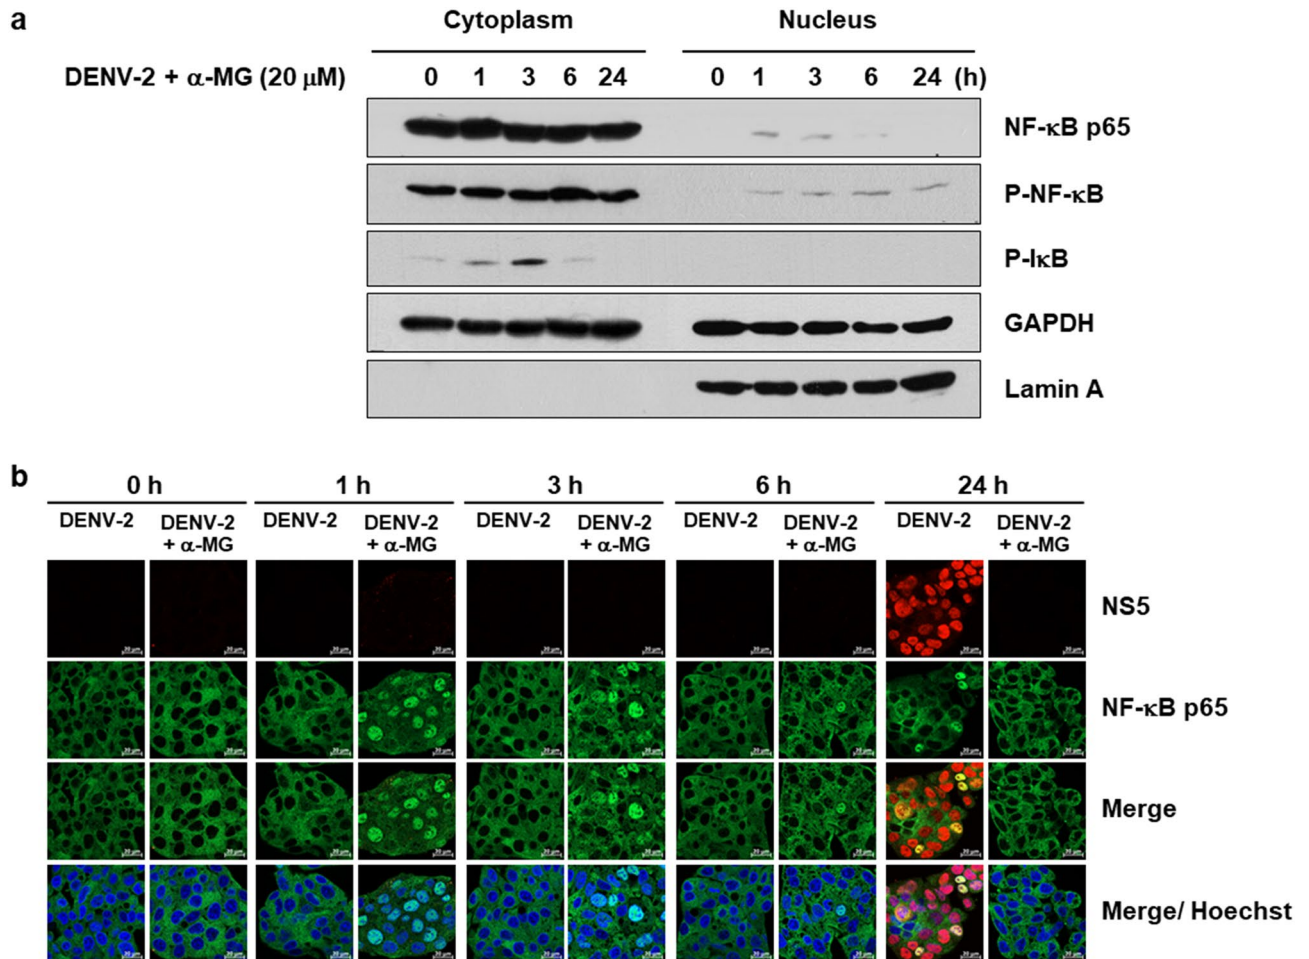 a
Cytoplasm Nucleus
DENV-2 + α-MG (20 μM) 0 1 3 6 24 0 1 3 6 24 (h)
NF-κB p65
P-NF-κB
P-IκB
GAPDH
Lamin A
b
0 h 1 h 3 h 6 h 24 h
DENV-2 DENV-2 + α-MG DENV-2 DENV-2 + α-MG DENV-2 DENV-2 + α-MG DENV-2 DENV-2 + α-MG DENV-2 DENV-2 + α-MG
NS5
NF-κB p65
Merge
Merge/ Hoechst